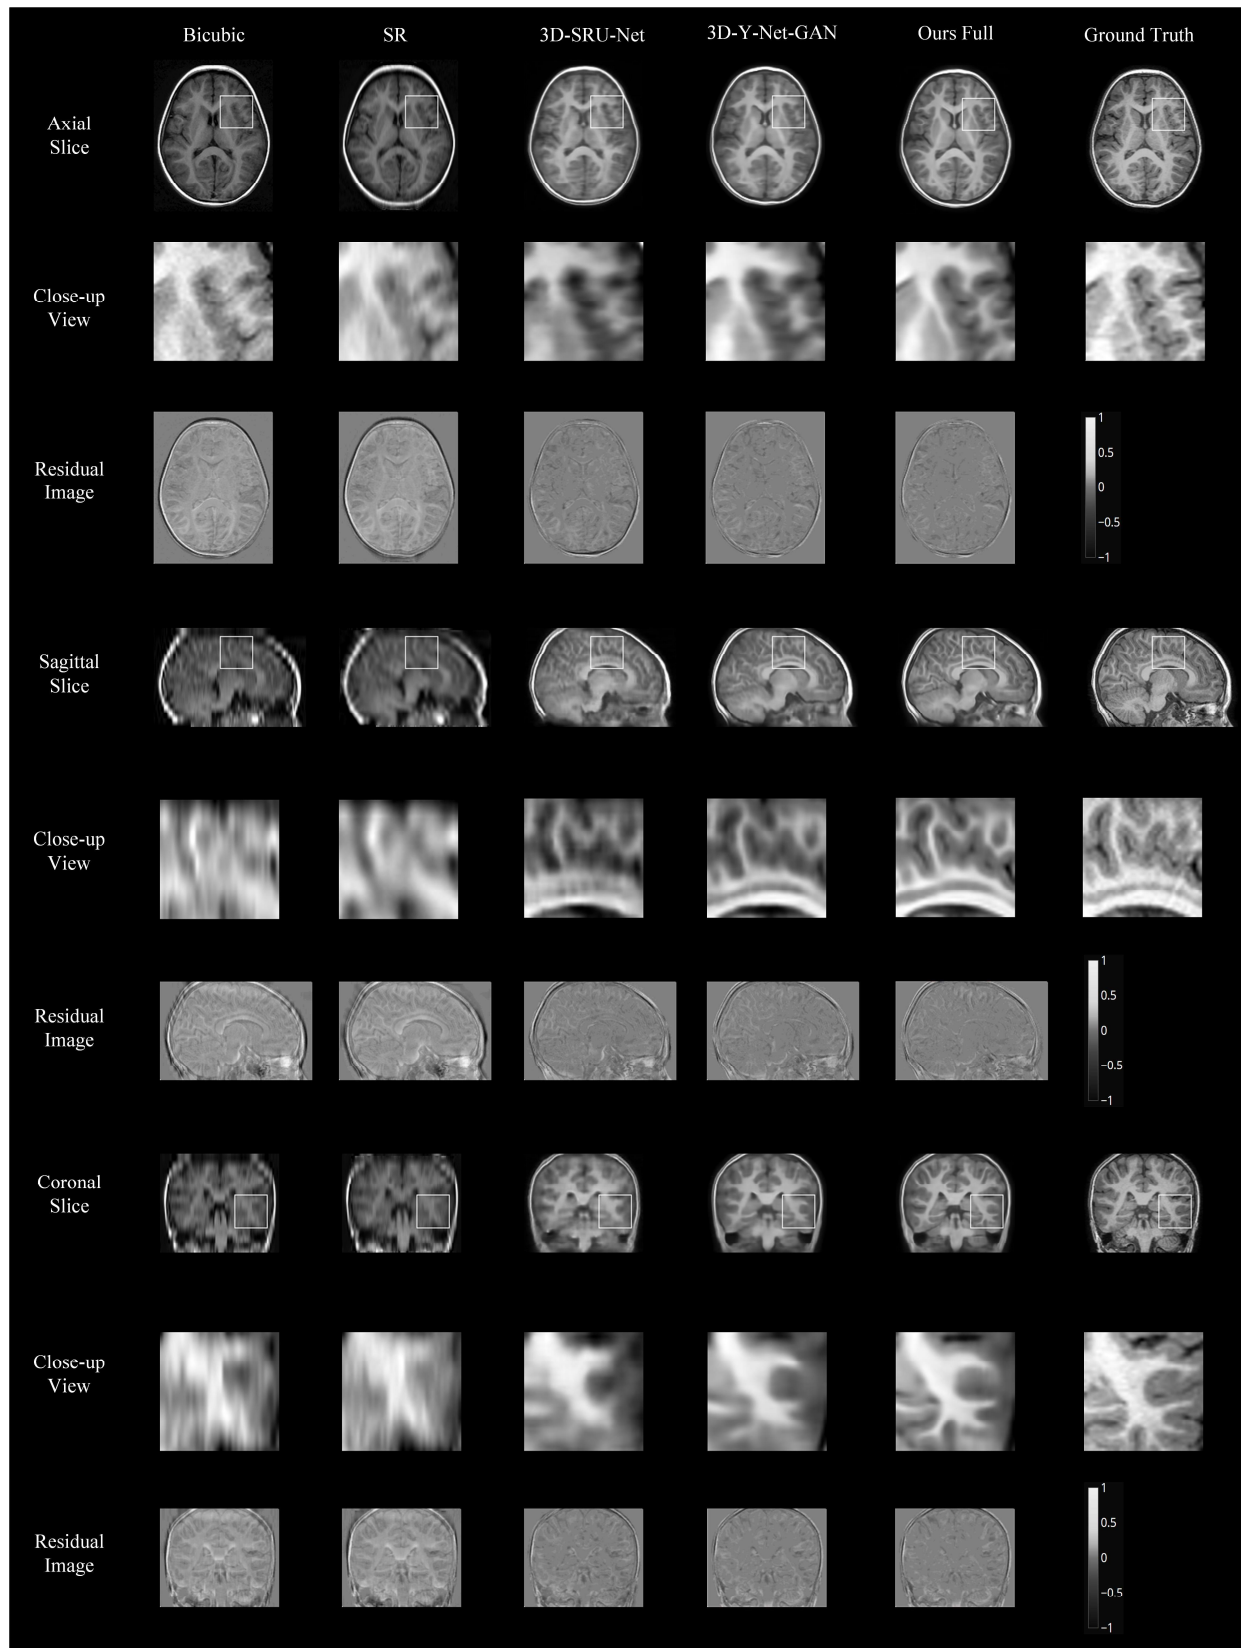 Bicubic SR 3D-SRU-Net 3D-Y-Net-GAN Ours Full Ground Truth
Axial
Slice
Close-up
View
Residual
Image
1
0.5
0
−0.5
−1
Sagittal
Slice
Close-up
View
Residual
Image
1
0.5
0
−0.5
−1
Coronal
Slice
Close-up
View
Residual
Image
1
0.5
0
−0.5
−1